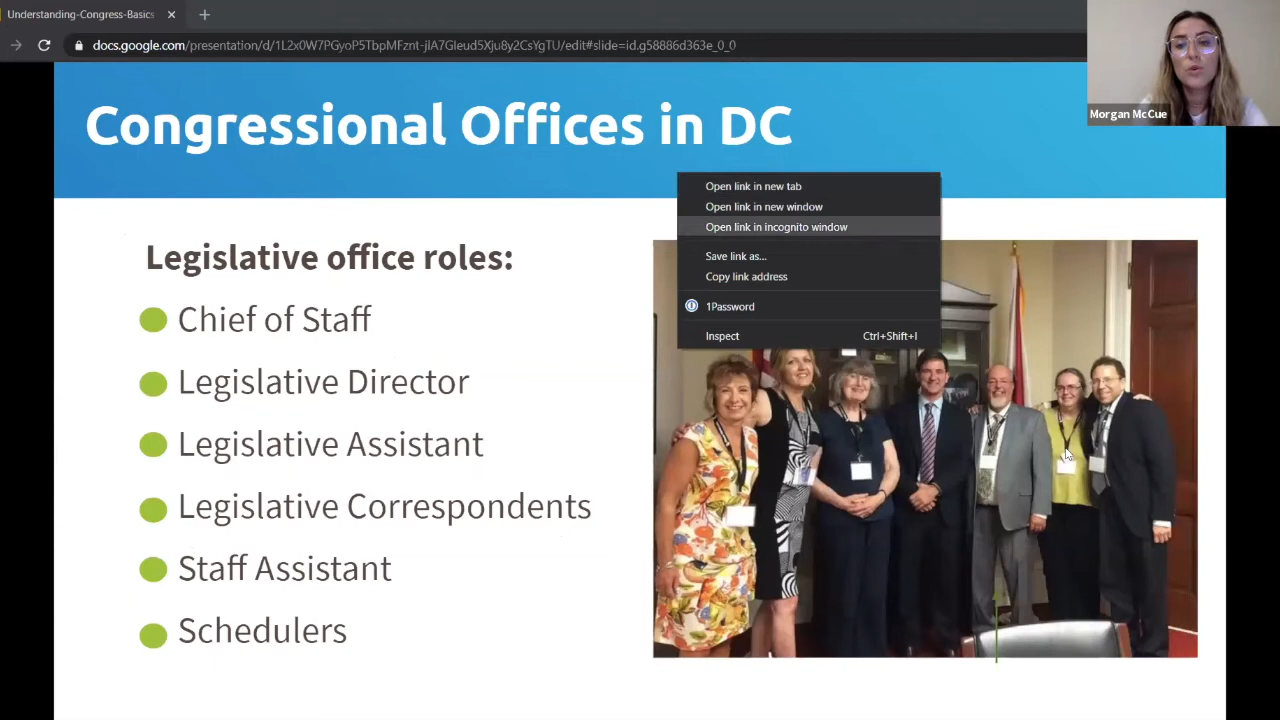 Understanding-Congress-Basics
docs.google.com/presentation/d/1L2x0W7PGyoP5TbpMFznt-jIA7Gleud5Xju8y2CsYgTU/edit#slide=id.g58886d363e_0_0
Morgan McCue
Congressional Offices in DC
Open link in new tab
Open link in new window
Open link in incognito window
Save link as...
Copy link address
1Password
Inspect Ctrl+Shift+I
Legislative office roles:
Chief of Staff
Legislative Director
Legislative Assistant
Legislative Correspondents
Staff Assistant
Schedulers